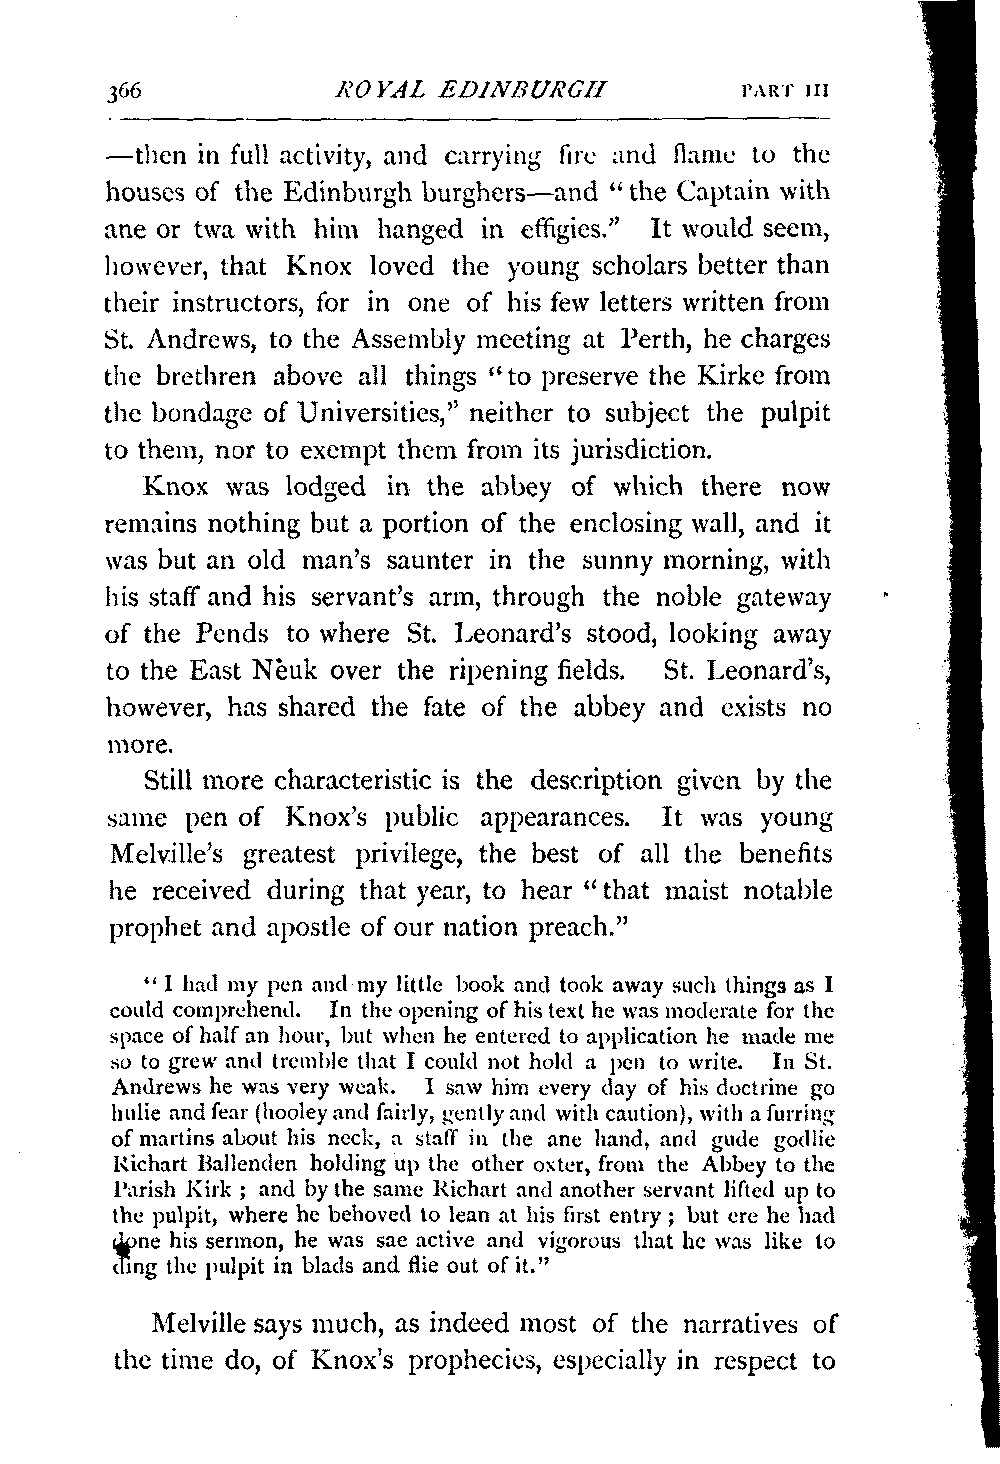 366 ROYAL EDINBURGH PART III
—then in full activity, and carrying fire and flame to the
houses of the Edinburgh burghers—and “the Captain with
ane or twa with him hanged in effigies.” It would seem,
however, that Knox loved the young scholars better than
their instructors, for in one of his few letters written from
St. Andrews, to the Assembly meeting at Perth, he charges
the brethren above all things “to preserve the Kirke from
the bondage of Universities,” neither to subject the pulpit
to them, nor to exempt them from its jurisdiction.
Knox was lodged in the abbey of which there now
remains nothing but a portion of the enclosing wall, and it
was but an old man's saunter in the sunny morning, with
his staff and his servant's arm, through the noble gateway
of the Pends to where St. Leonard's stood, looking away
to the East Nèuk over the ripening fields. St. Leonard's,
however, has shared the fate of the abbey and exists no
more.
Still more characteristic is the description given by the
same pen of Knox's public appearances. It was young
Melville's greatest privilege, the best of all the benefits
he received during that year, to hear “that maist notable
prophet and apostle of our nation preach.”
“I had my pen and my little book and took away such things as I
could comprehend. In the opening of his text he was moderate for the
space of half an hour, but when he entered to application he made me
so to grew and tremble that I could not hold a pen to write. In St.
Andrews he was very weak. I saw him every day of his doctrine go
hulie and fear (hooley and fairly, gently and with caution), with a furring
of martins about his neck, a staff in the ane hand, and gude godlie
Richart Ballenden holding up the other oxter, from the Abbey to the
Parish Kirk ; and by the same Richart and another servant lifted up to
the pulpit, where he behoved to lean at his first entry ; but ere he had
done his sermon, he was sae active and vigorous that he was like to
ding the pulpit in blads and flie out of it.”
Melville says much, as indeed most of the narratives of
the time do, of Knox's prophecies, especially in respect to